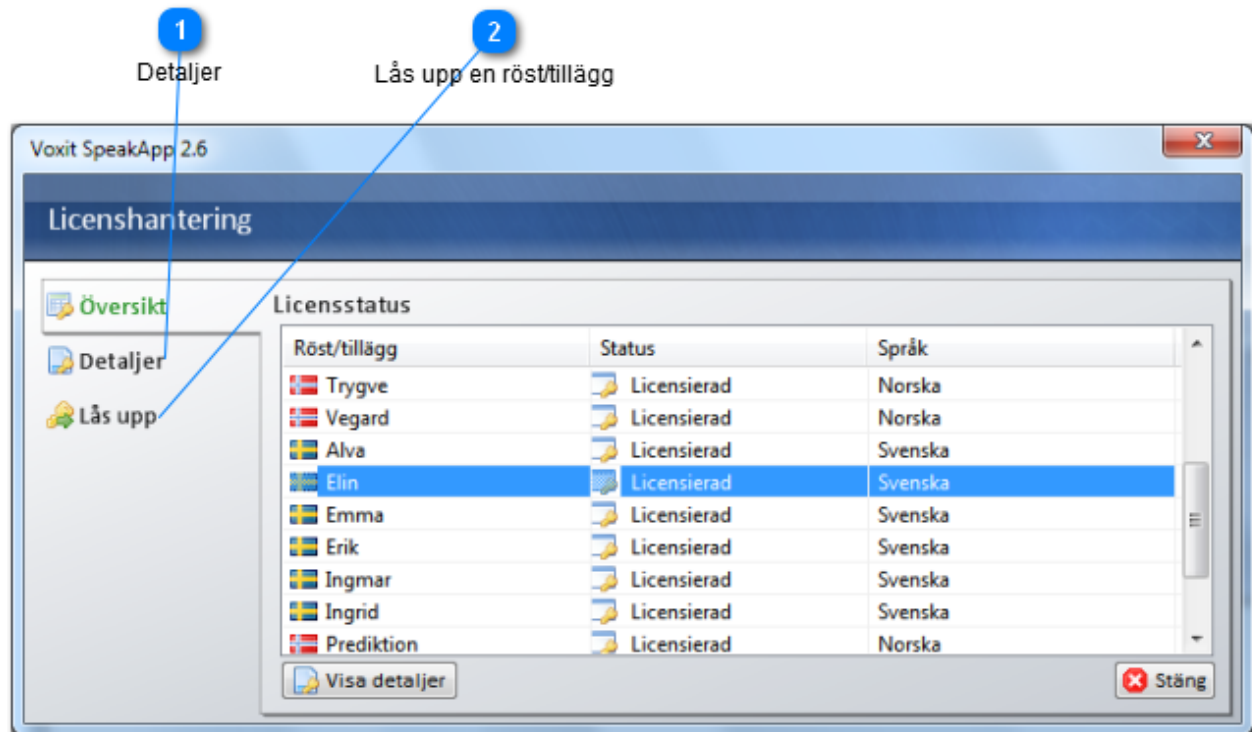 1
2
Detaljer
Lås upp en röst/tillägg
Voxit SpeakApp 2.6
Licenshantering
Översikt
Detaljer
Lås upp
Licensstatus
Röst/tillägg Status Språk
Trygve Licensierad Norska
Vegard Licensierad Norska
Alva Licensierad Svenska
Elin Licensierad Svenska
Emma Licensierad Svenska
Erik Licensierad Svenska
Ingmar Licensierad Svenska
Ingrid Licensierad Svenska
Prediktion Licensierad Norska
Visa detaljer
Stäng